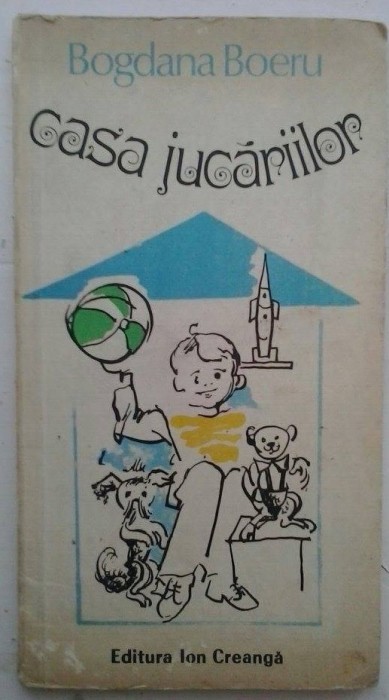 Bogdana Boeru
casa jucăriilor
Editura Ion Creangă